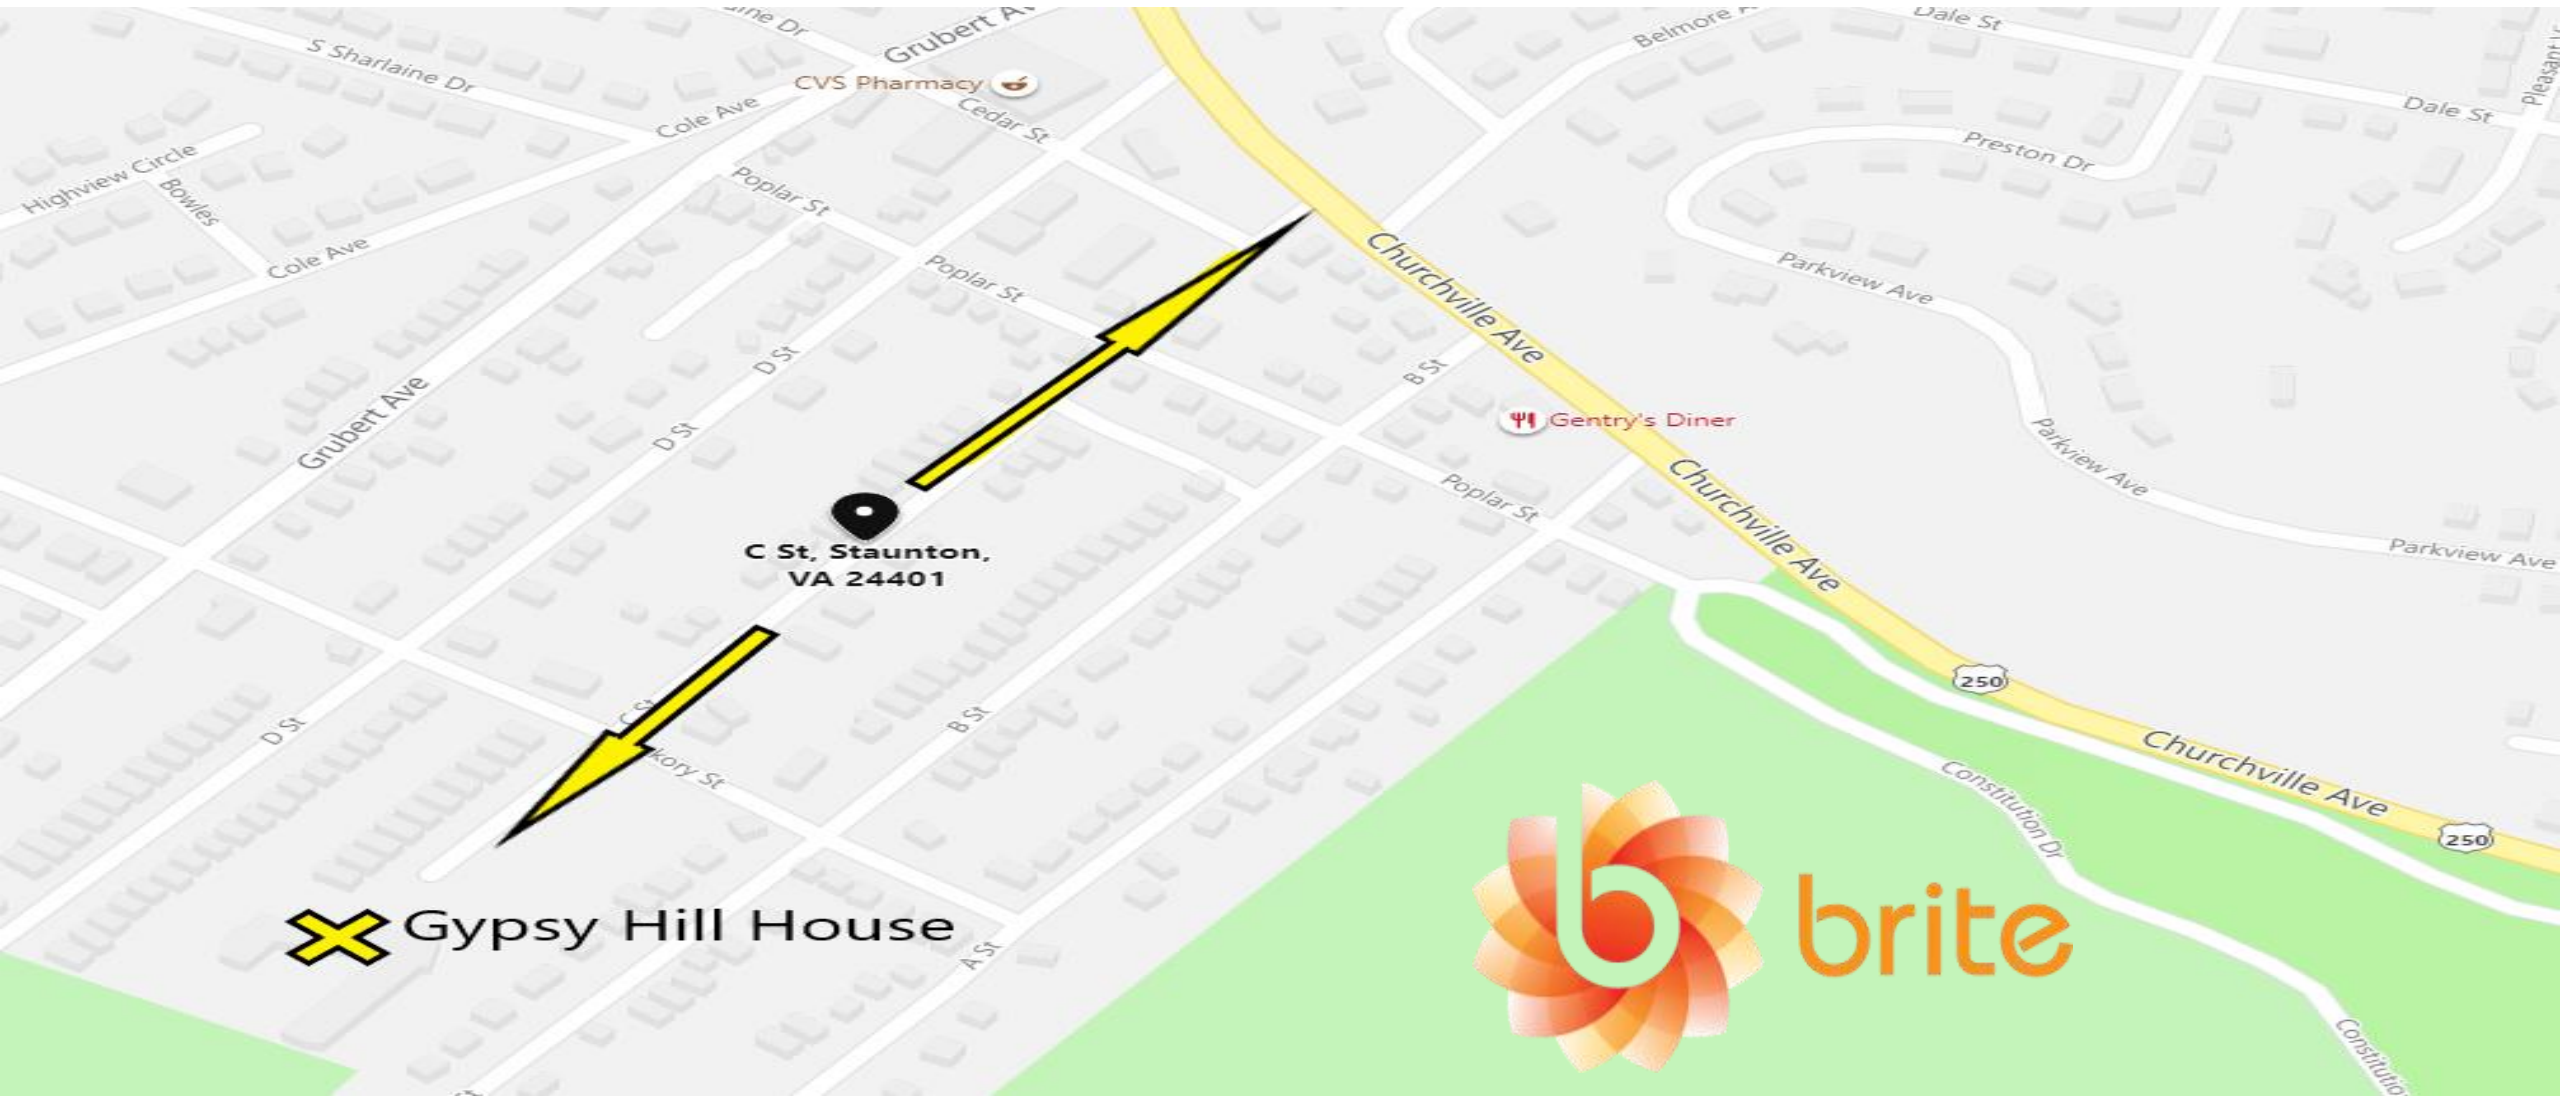 Dale St
S Sharlaine Dr
Grubert
Belmore
CVS Pharmacy
Cole Ave
Cedar St
Dale St
Preston Dr
Highview Circle
Bowles
Poplar St
Cole Ave
Poplar St
Churchville Ave
Parkview Ave
D St
B St
Grubert Ave
D St
Gentry's Diner
Poplar St
Churchville Ave
Parkview Ave
C St, Staunton,
VA 24401
Parkview Ave
250
C St
D St
B St
kory St
Churchville Ave
Constitution Dr
250
Gypsy Hill House
A St
b
brite